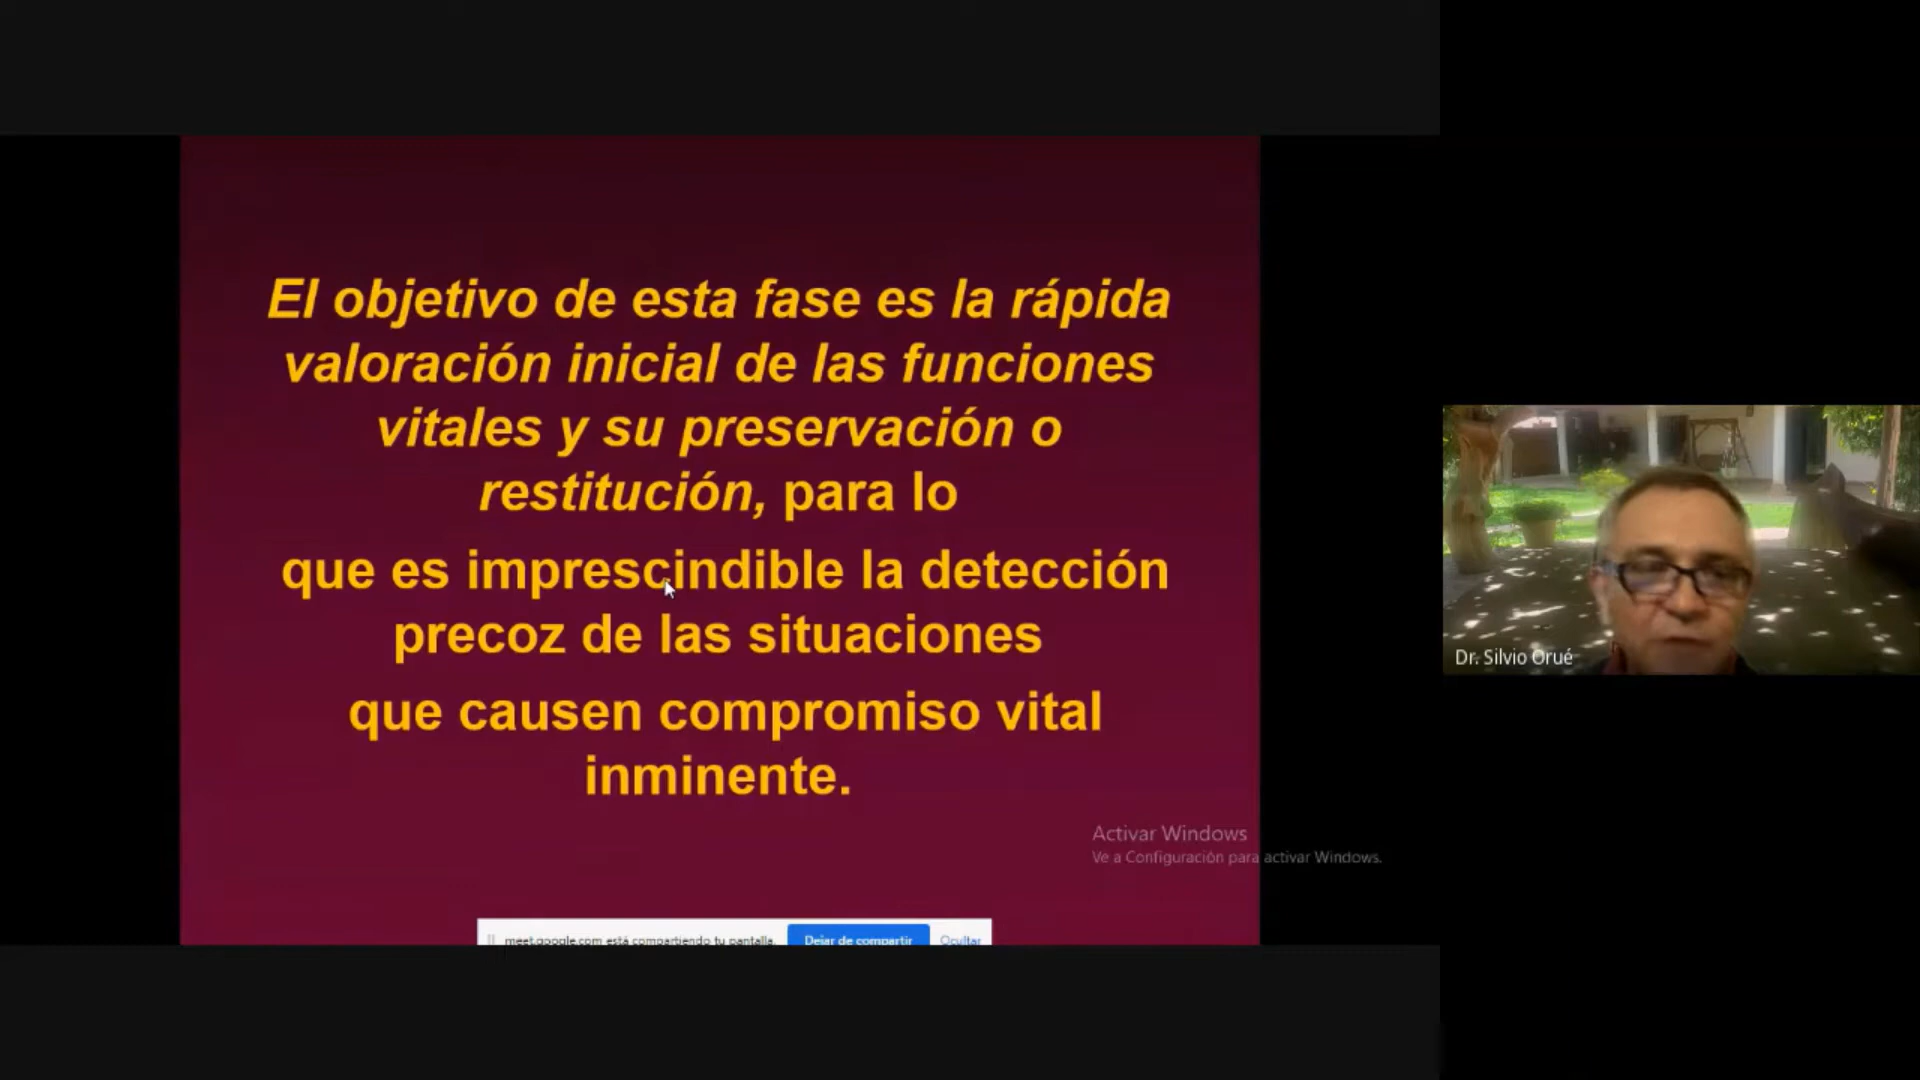 El objetivo de esta fase es la rápida
valoración inicial de las funciones
vitales y su preservación o
restitución, para lo
que es imprescindible la detección
precoz de las situaciones
que causen compromiso vital
inminente.
Activar Windows
Ve a Configuración para activar Windows.
meet.google.com está compartiendo tu pantalla.
Dejar de compartir
Ocultar
Dr. Silvio Orué